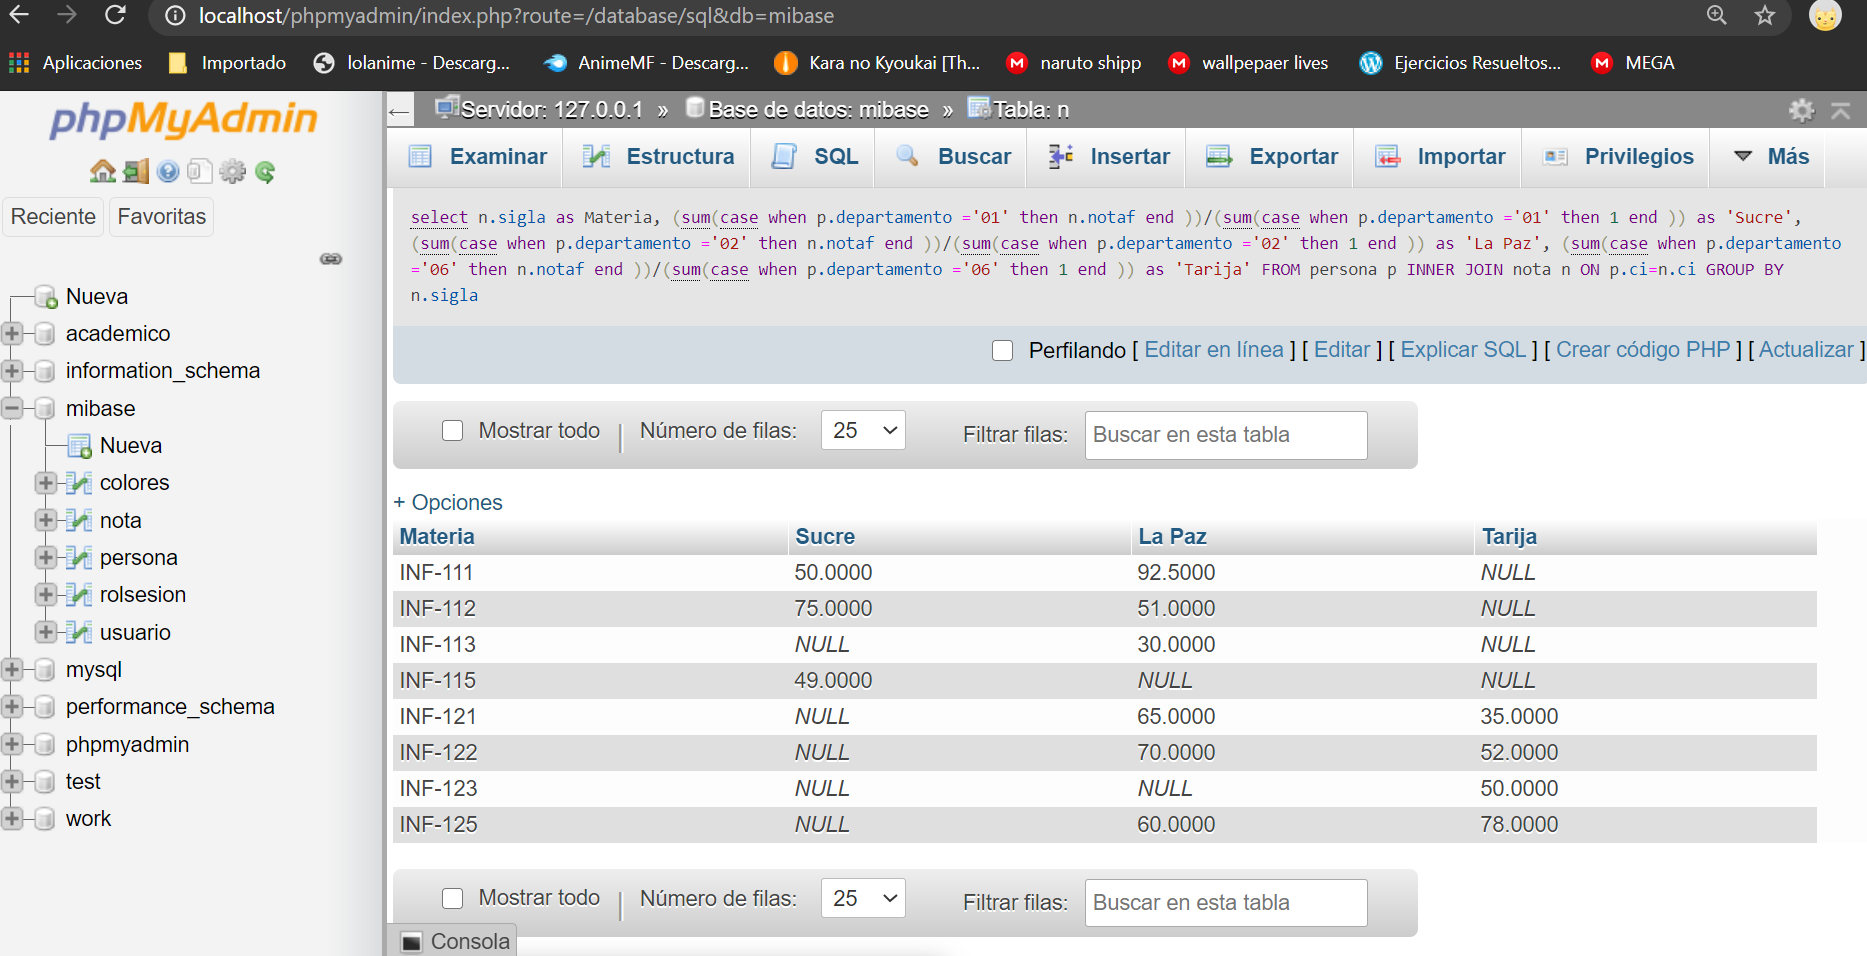 localhost/phpmyadmin/index.php?route=/database/sql&db=mibase
Aplicaciones Importado lolanime - Descarg... AnimeMF - Descarg... Kara no Kyoukai [Th... naruto shipp wallpepaer lives Ejercicios Resueltos... MEGA
phpMyAdmin
Reciente Favoritas
Nueva
academico
information_schema
mibase
Nueva
colores
nota
persona
rolsesion
usuario
mysql
performance_schema
phpmyadmin
test
work
Servidor: 127.0.0.1 » Base de datos: mibase » Tabla: n
Examinar Estructura SQL Buscar Insertar Exportar Importar Privilegios Más
select n.sigla as Materia, (sum(case when p.departamento ='01' then n.notaf end ))/(sum(case when p.departamento ='01' then 1 end )) as 'Sucre',
(sum(case when p.departamento ='02' then n.notaf end ))/(sum(case when p.departamento ='02' then 1 end )) as 'La Paz', (sum(case when p.departamento
='06' then n.notaf end ))/(sum(case when p.departamento ='06' then 1 end )) as 'Tarija' FROM persona p INNER JOIN nota n ON p.ci=n.ci GROUP BY
n.sigla
Perfilando [ Editar en línea ] [ Editar ] [ Explicar SQL ] [ Crear código PHP ] [ Actualizar ]
Mostrar todo | Número de filas: 25 Filtrar filas: Buscar en esta tabla
+ Opciones
Materia Sucre La Paz Tarija
INF-111 50.0000 92.5000 NULL
INF-112 75.0000 51.0000 NULL
INF-113 NULL 30.0000 NULL
INF-115 49.0000 NULL NULL
INF-121 NULL 65.0000 35.0000
INF-122 NULL 70.0000 52.0000
INF-123 NULL NULL 50.0000
INF-125 NULL 60.0000 78.0000
Mostrar todo | Número de filas: 25 Filtrar filas: Buscar en esta tabla
Consola